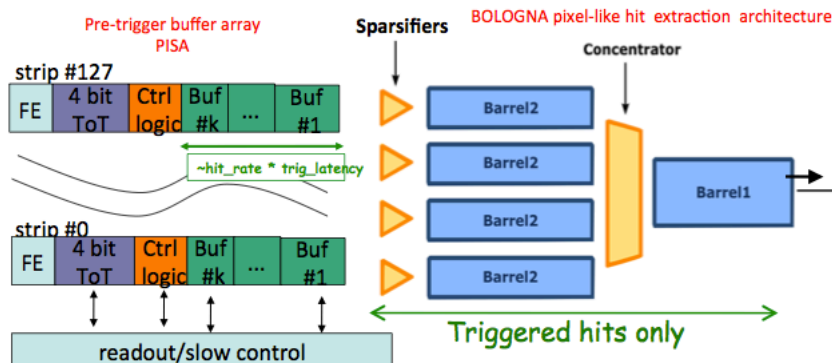 Pre-trigger buffer array
PISA
Sparsifiers
BOLOGNA pixel-like hit extraction architecture
Concentrator
strip #127
FE
4 bit
ToT
Ctrl
logic
Buf
#k
...
Buf
#1
~hit_rate * trig_latency
Barrel2
Barrel2
Barrel2
Barrel2
Barrel1
strip #0
FE
4 bit
ToT
Ctrl
logic
Buf
#k
...
Buf
#1
Triggered hits only
readout/slow control